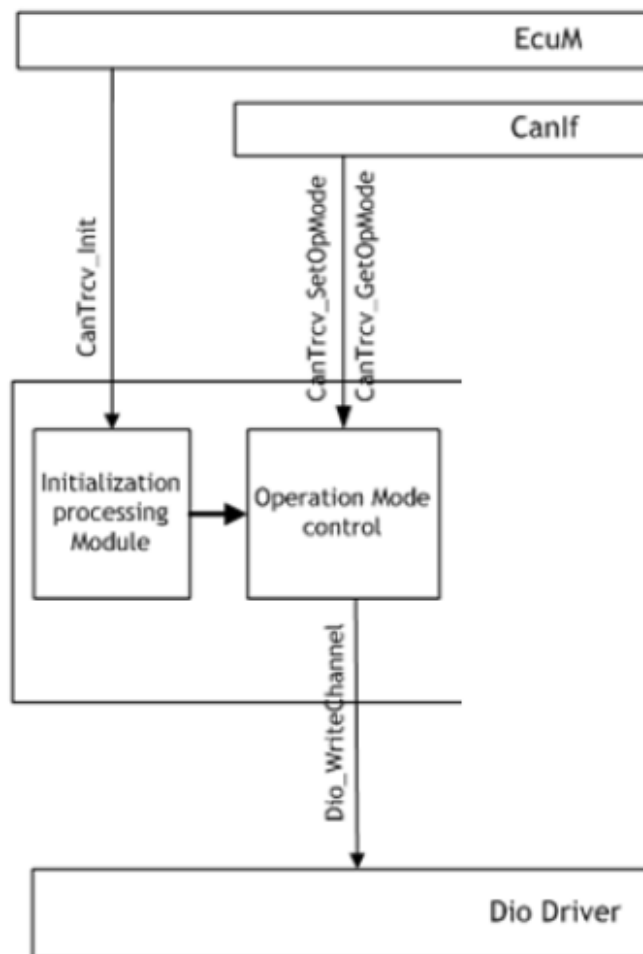 EcuM
CanIf
CanTrcv_Init
CanTrcv_SetOpMode
CanTrcv_GetOpMode
Initialization
processing
Module
Operation Mode
control
Dio_WriteChannel
Dio Driver